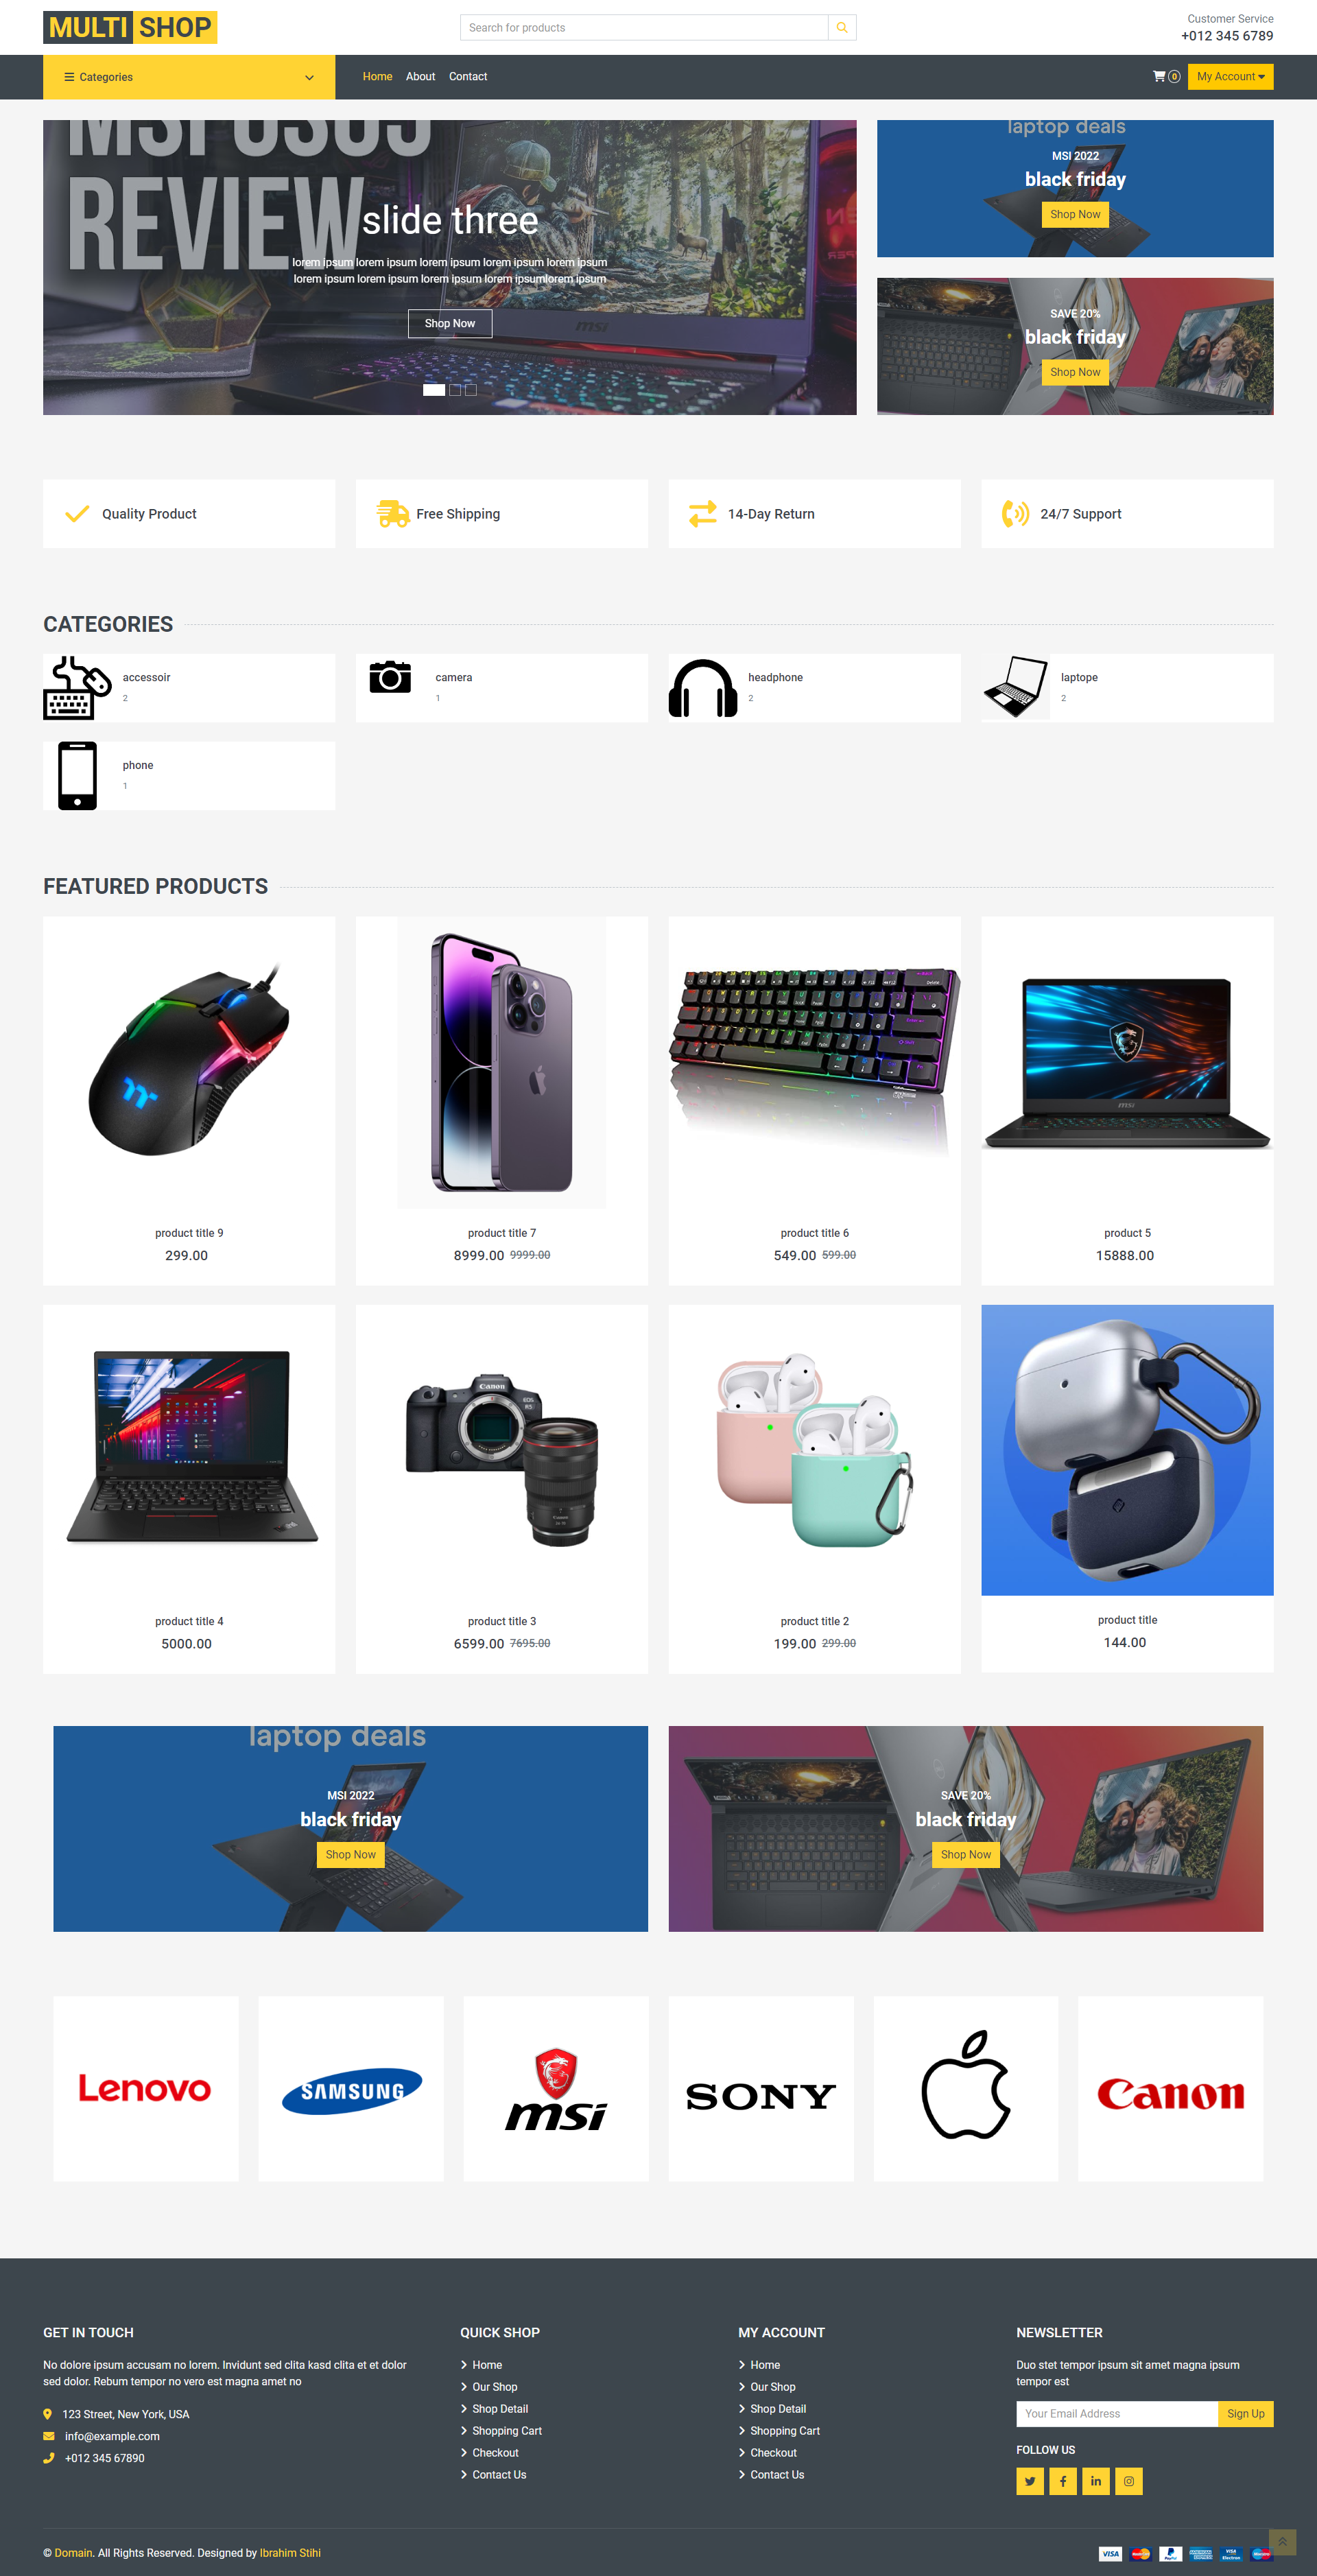 MULTI SHOP
Search for products
Customer Service
+012 345 6789
Categories
Home
About
Contact
0
My Account
MSI GS65
REVIEW
slide three
lorem ipsum lorem ipsum lorem ipsum lorem ipsum lorem ipsum
lorem ipsum lorem ipsum lorem ipsum lorem ipsumlorem ipsum
Shop Now
msi
laptop deals
MSI 2022
black friday
Shop Now
SAVE 20%
black friday
Shop Now
Quality Product
Free Shipping
14-Day Return
24/7 Support
CATEGORIES
accessoir
2
camera
1
headphone
2
laptope
2
phone
1
FEATURED PRODUCTS
product title 9
299.00
product title 7
8999.00 9999.00
product title 6
549.00 599.00
msi
product 5
15888.00
product title 4
5000.00
Canon
EOS
R5
Canon
product title 3
6599.00 7695.00
product title 2
199.00 299.00
product title
144.00
laptop deals
MSI 2022
black friday
Shop Now
SAVE 20%
black friday
Shop Now
Lenovo
SAMSUNG
msi
SONY
Canon
GET IN TOUCH
No dolore ipsum accusam no lorem. Invidunt sed clita kasd clita et et dolor
sed dolor. Rebum tempor no vero est magna amet no
123 Street, New York, USA
info@example.com
+012 345 67890
QUICK SHOP
Home
Our Shop
Shop Detail
Shopping Cart
Checkout
Contact Us
MY ACCOUNT
Home
Our Shop
Shop Detail
Shopping Cart
Checkout
Contact Us
NEWSLETTER
Duo stet tempor ipsum sit amet magna ipsum
tempor est
Your Email Address
Sign Up
FOLLOW US
© Domain. All Rights Reserved. Designed by Ibrahim Stihi
VISA
PayPal
VISA
Electron